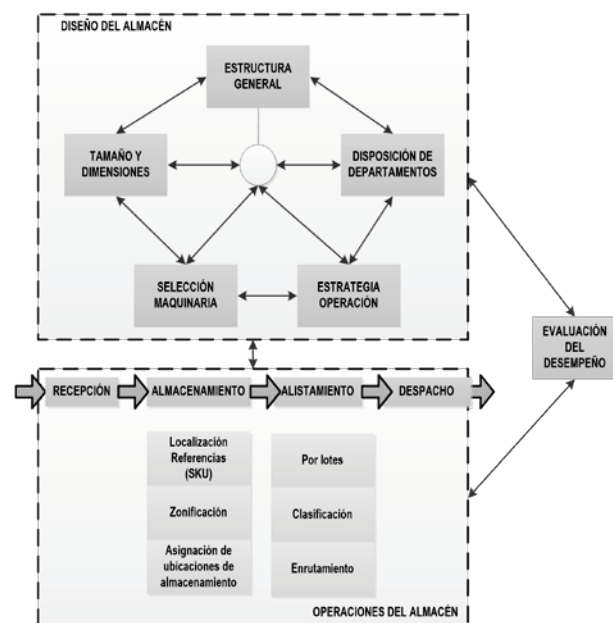 DISEÑO DEL ALMACÉN
ESTRUCTURA
GENERAL
TAMAÑO Y
DIMENSIONES
DISPOSICIÓN DE
DEPARTAMENTOS
SELECCIÓN
MAQUINARIA
ESTRATEGIA
OPERACIÓN
EVALUACIÓN
DEL
DESEMPEÑO
RECEPCIÓN
ALMACENAMIENTO
ALISTAMIENTO
DESPACHO
Localización
Referencias
(SKU)
Zonificación
Asignación de
ubicaciones de
almacenamiento
Por lotes
Clasificación
Enrutamiento
OPERACIONES DEL ALMACÉN